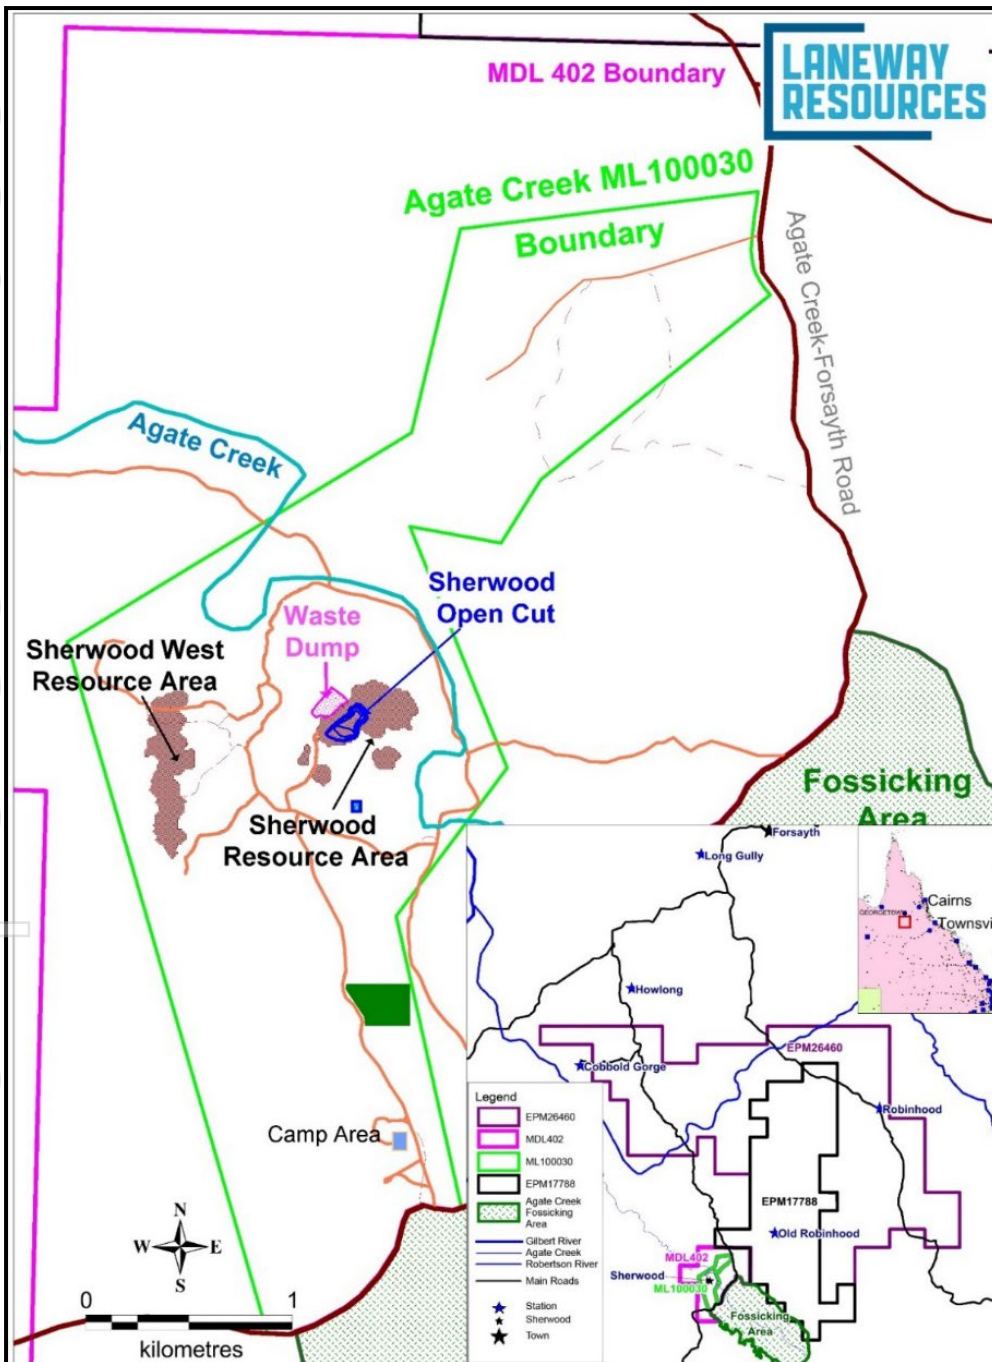 LANEWAY
RESOURCES
MDL 402 Boundary
Agate Creek ML100030
Boundary
Agate Creek-Forsayth Road
Agate Creek
Sherwood
Open Cut
Waste
Dump
Sherwood West
Resource Area
Fossicking
Area
Sherwood
Resource Area
Forsayth
Long Gully
Cairns
GEORGETOWN
Townsvi
Howlong
EPM26460
Cobbold Gorge
Robinhood
Legend
EPM26460
MDL402
ML100030
EPM17788
Agate Creek
Fossicking
Area
Gilbert River
Agate Creek
Robertson River
Main Roads
Station
Sherwood
Town
EPM17788
Old Robinhood
MDL402
Sherwood
ML100030
Fossicking
Area
Camp Area
N
W
E
S
0
1
kilometres